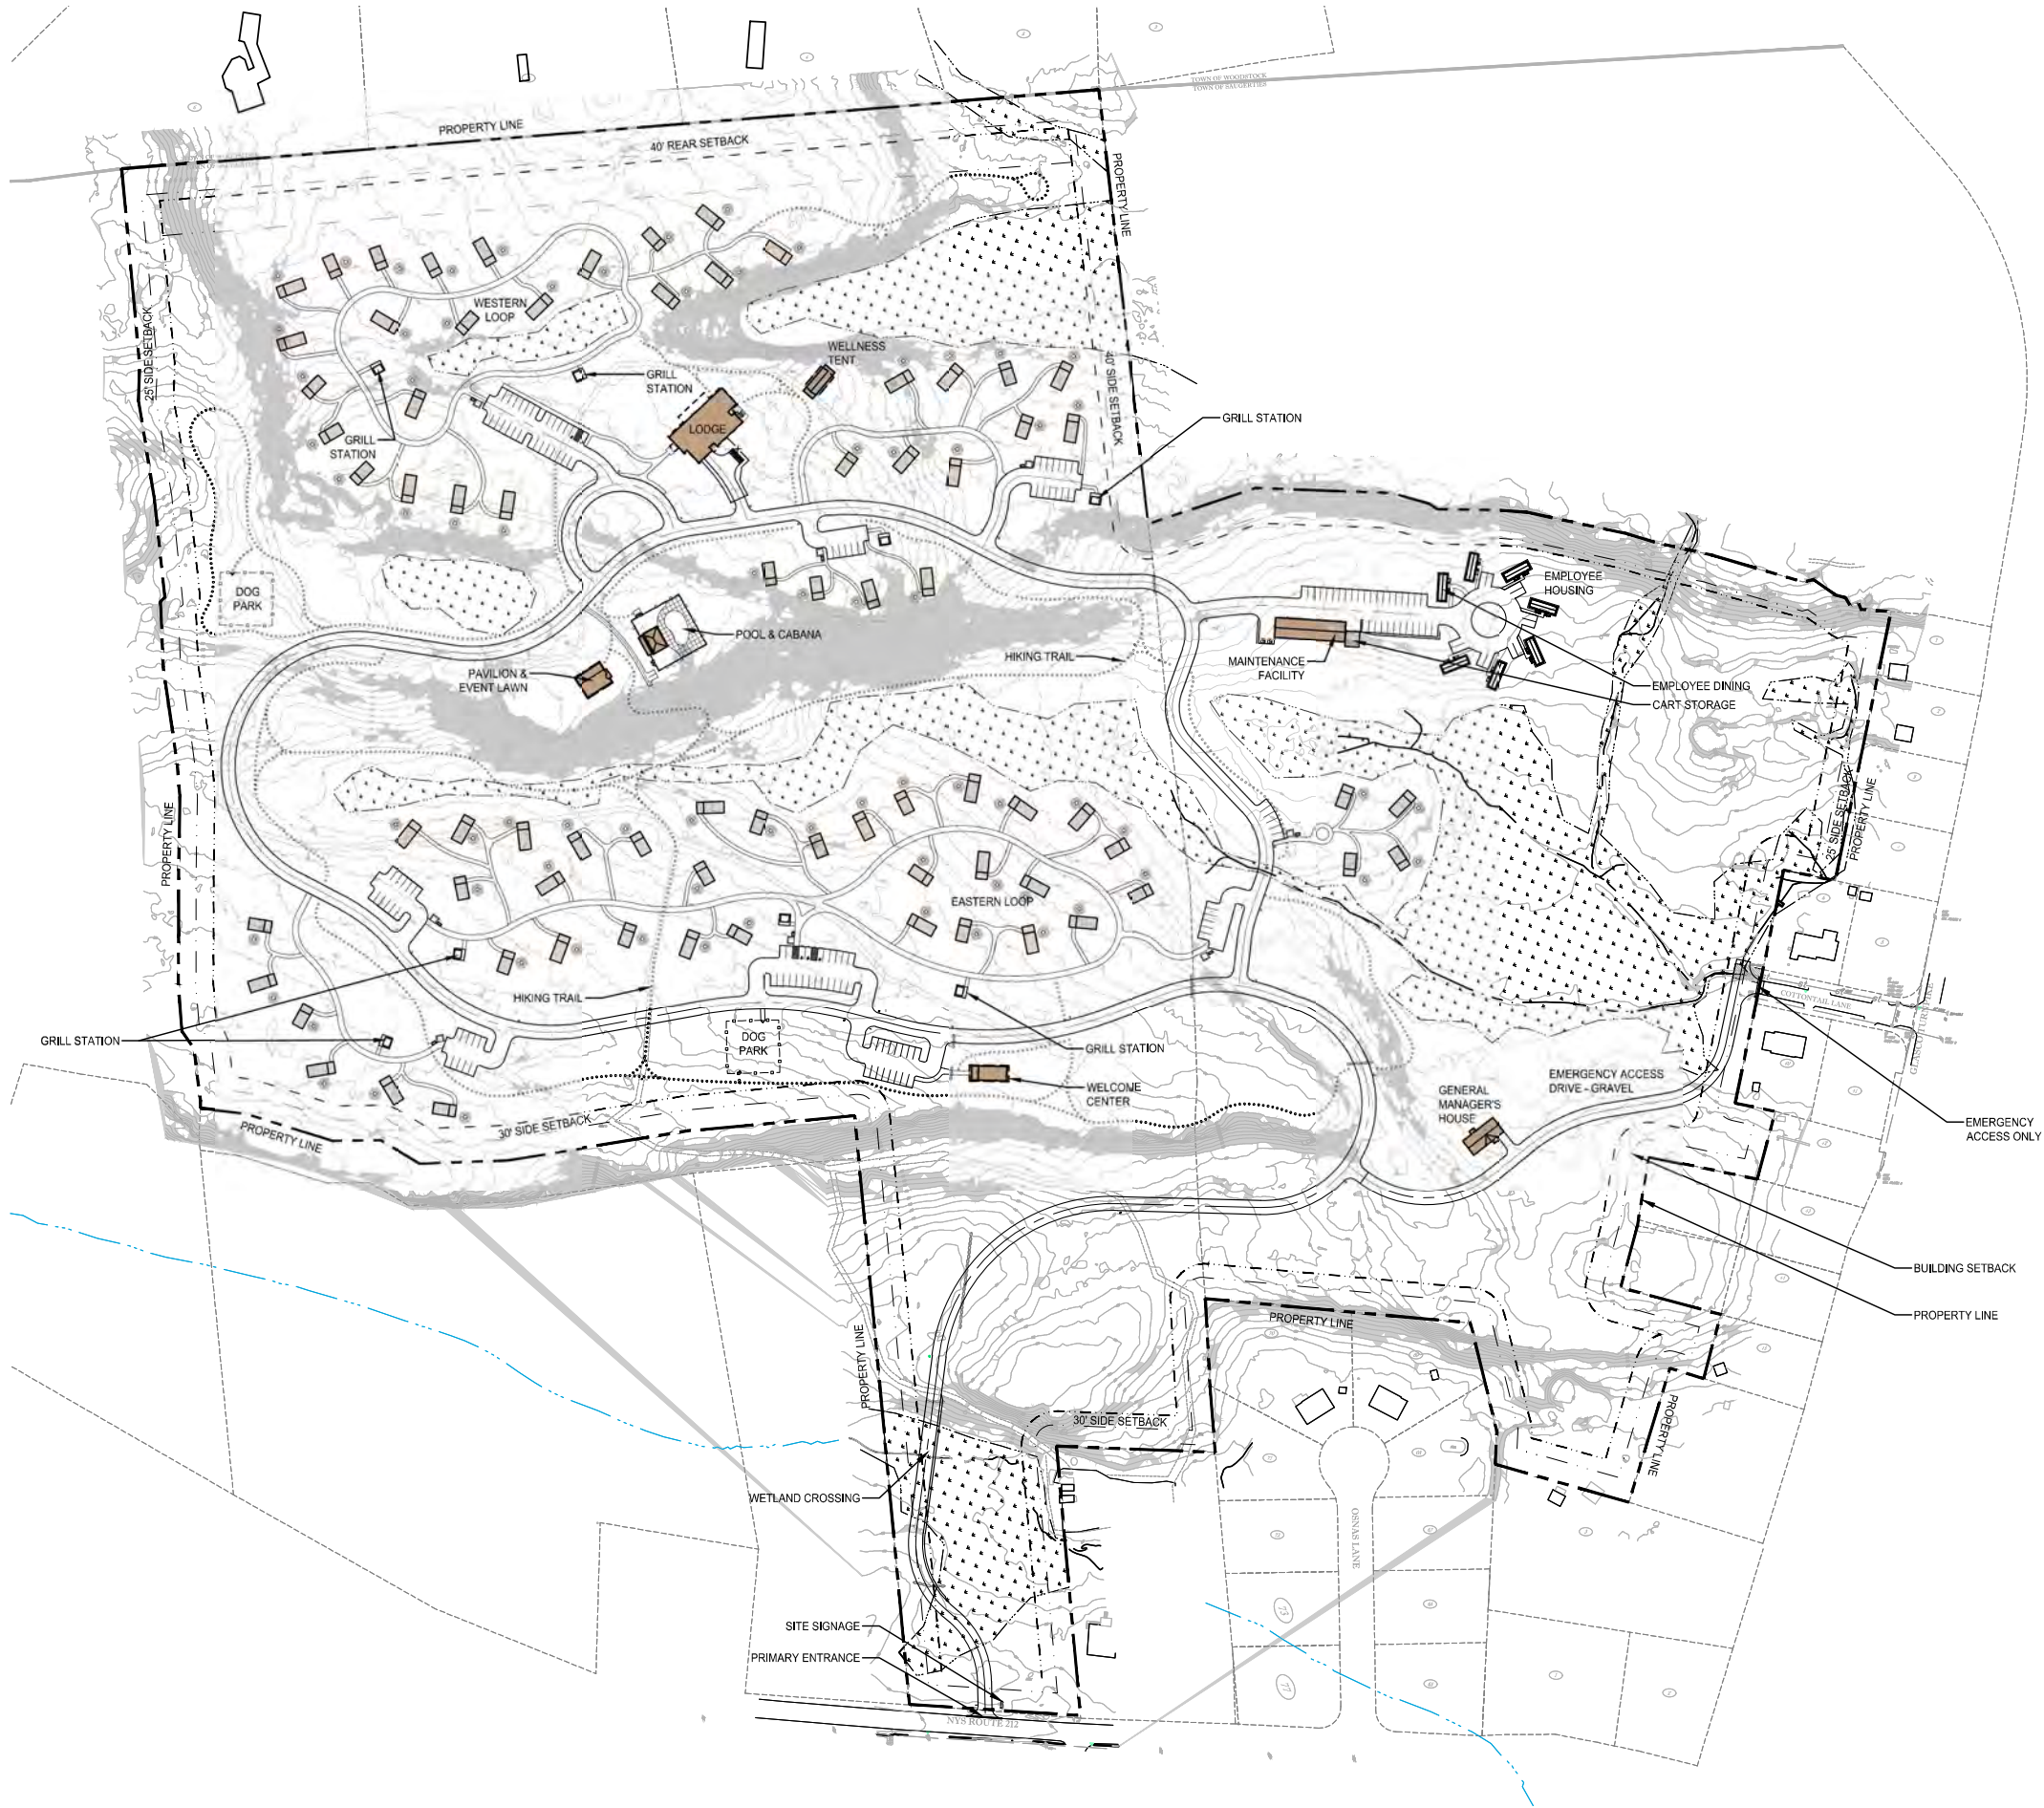 TOWN OF WOODSTOCK
TOWN OF SAUGERTIES
PROPERTY LINE
40' REAR SETBACK
PROPERTY LINE
25' SIDE SETBACK
WESTERN
LOOP
WELLNESS
TENT
GRILL
STATION
40' SIDE SETBACK
GRILL STATION
LODGE
GRILL
STATION
DOG
PARK
EMPLOYEE
HOUSING
POOL & CABANA
HIKING TRAIL
MAINTENANCE
FACILITY
PAVILION &
EVENT LAWN
EMPLOYEE DINING
CART STORAGE
PROPERTY LINE
25' SIDE SETBACK
PROPERTY LINE
EASTERN LOOP
HIKING TRAIL
COTTONTAIL LANE
GRILL STATION
DOG
PARK
GRILL STATION
WELCOME
CENTER
EMERGENCY ACCESS
DRIVE - GRAVEL
GENERAL
MANAGER'S
HOUSE
EMERGENCY
ACCESS ONLY
PROPERTY LINE
30' SIDE SETBACK
BUILDING SETBACK
PROPERTY LINE
PROPERTY LINE
PROPERTY LINE
30' SIDE SETBACK
PROPERTY LINE
WETLAND CROSSING
OSNAS LANE
73
77
SITE SIGNAGE
PRIMARY ENTRANCE
NYS ROUTE 212